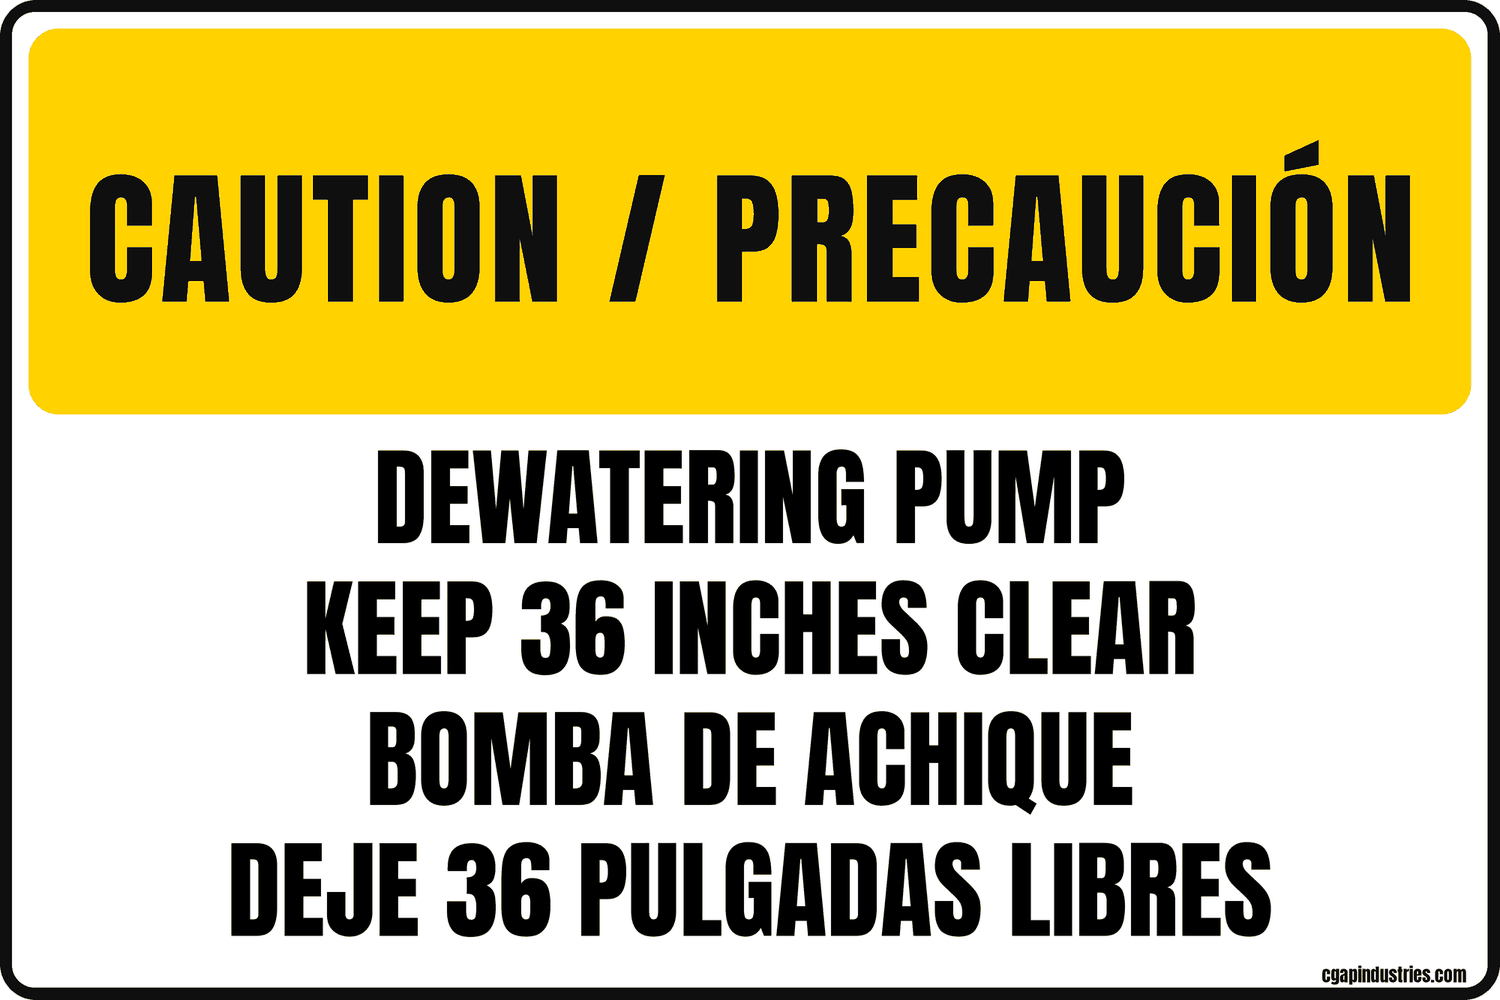 CAUTION / PRECAUCIÓN
DEWATERING PUMP
KEEP 36 INCHES CLEAR
BOMBA DE ACHIQUE
DEJE 36 PULGADAS LIBRES
cgapindustries.com